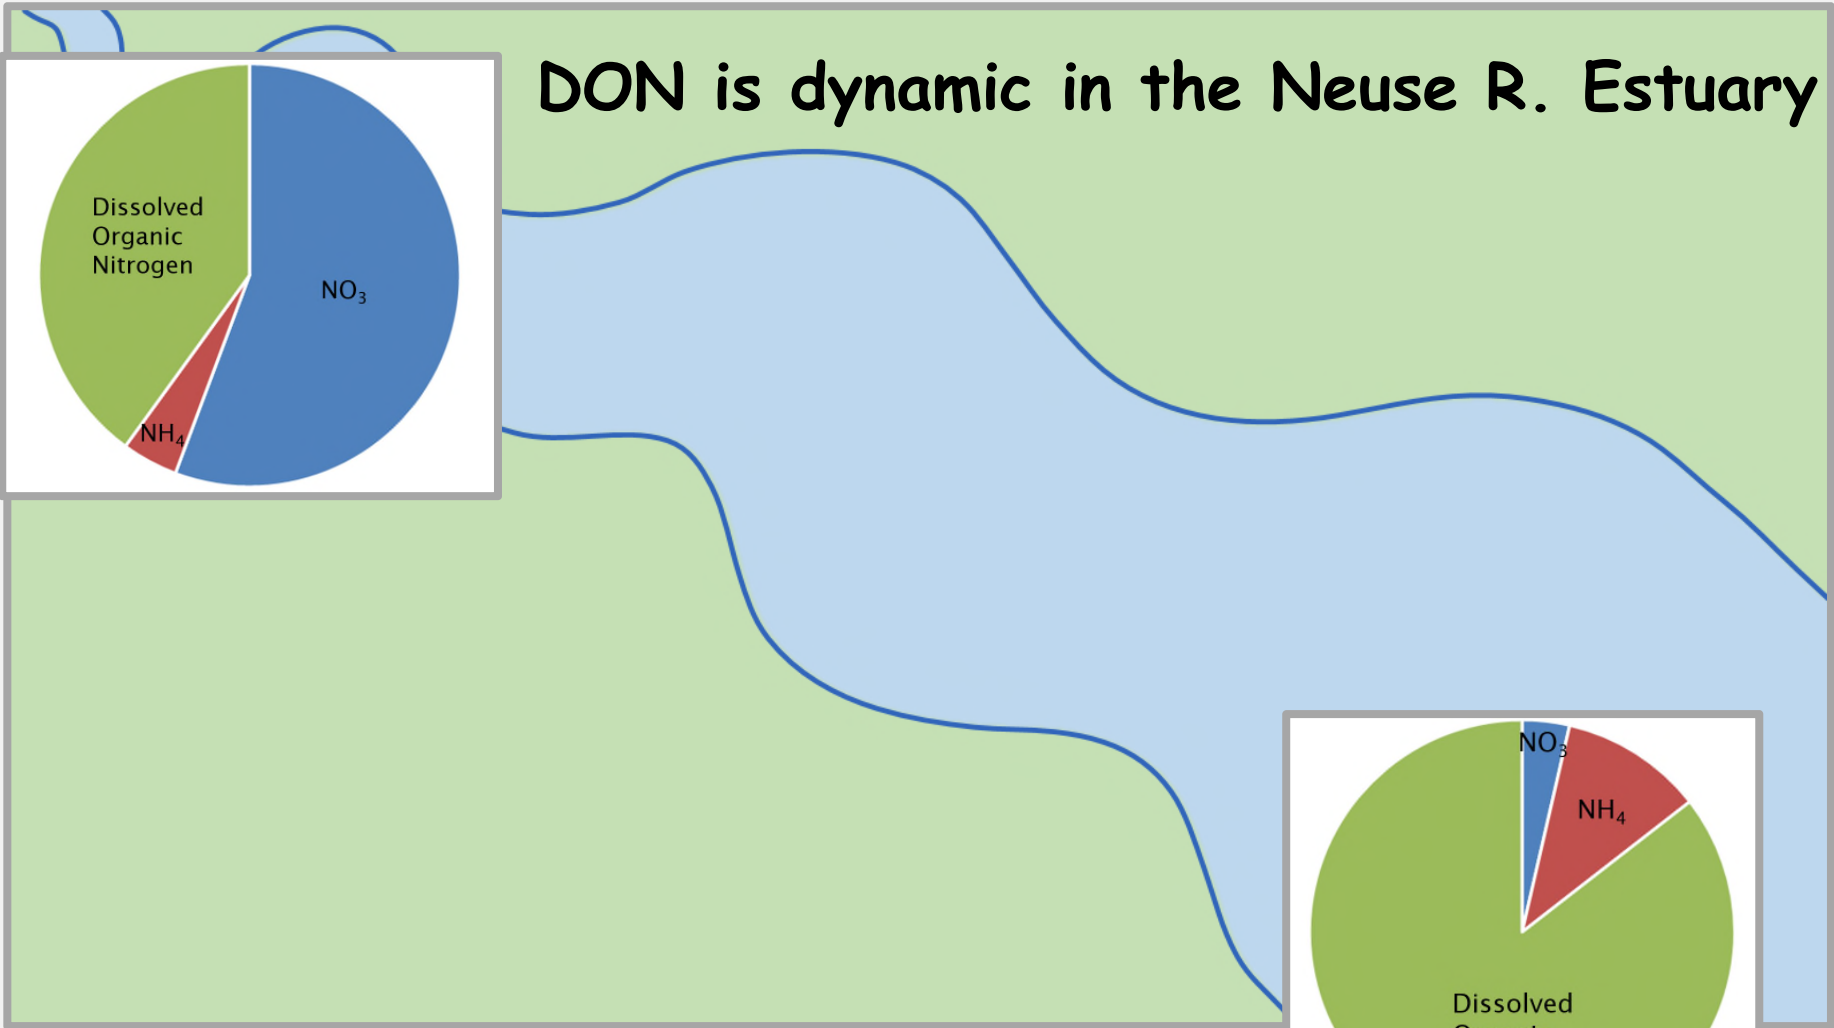 DON is dynamic in the Neuse R. Estuary
Dissolved
Organic
Nitrogen
NO₃
NH₄
NO₃
NH₄
Dissolved